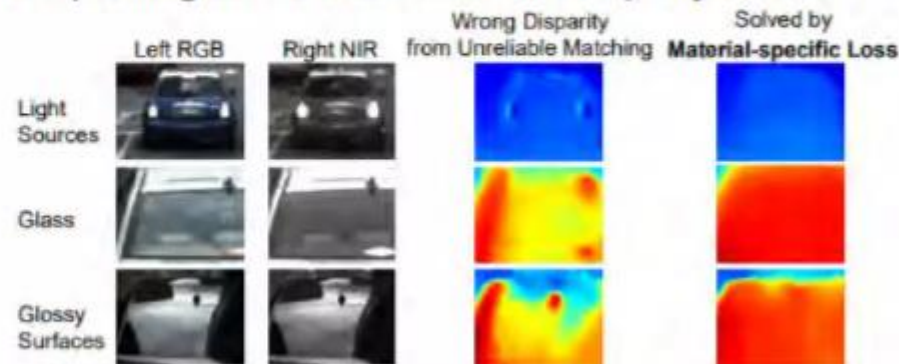 Wrong Disparity
Solved by
Left RGB
Right NIR
from Unreliable Matching
Material-specific Loss
Light
Sources
Glass
Glossy
Surfaces